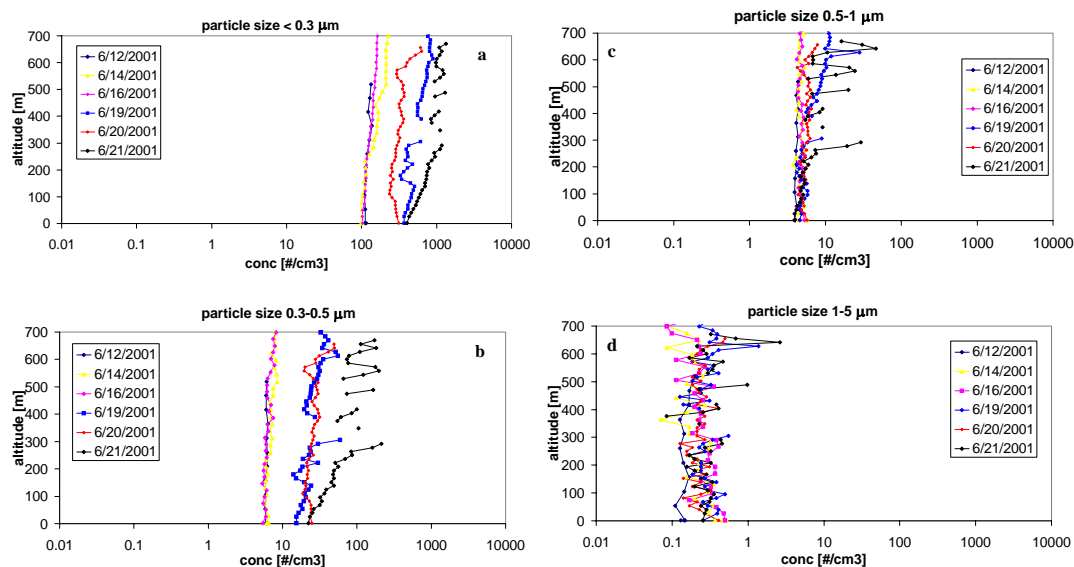 particle size < 0.3 µm
a
700
600
500
400
300
200
100
0
altitude [m]
6/12/2001
6/14/2001
6/16/2001
6/19/2001
6/20/2001
6/21/2001
0.01 0.1 1 10 100 1000 10000
conc [#/cm3]
particle size 0.5-1 µm
c
700
600
500
400
300
200
100
0
altitude [m]
6/12/2001
6/14/2001
6/16/2001
6/19/2001
6/20/2001
6/21/2001
0.01 0.1 1 10 100 1000 10000
conc [#/cm3]
particle size 0.3-0.5 µm
b
700
600
500
400
300
200
100
0
altitude [m]
6/12/2001
6/14/2001
6/16/2001
6/19/2001
6/20/2001
6/21/2001
0.01 0.1 1 10 100 1000 10000
conc [#/cm3]
particle size 1-5 µm
d
700
600
500
400
300
200
100
0
altitude [m]
6/12/2001
6/14/2001
6/16/2001
6/19/2001
6/20/2001
6/21/2001
0.01 0.1 1 10 100 1000 10000
conc [#/cm3]